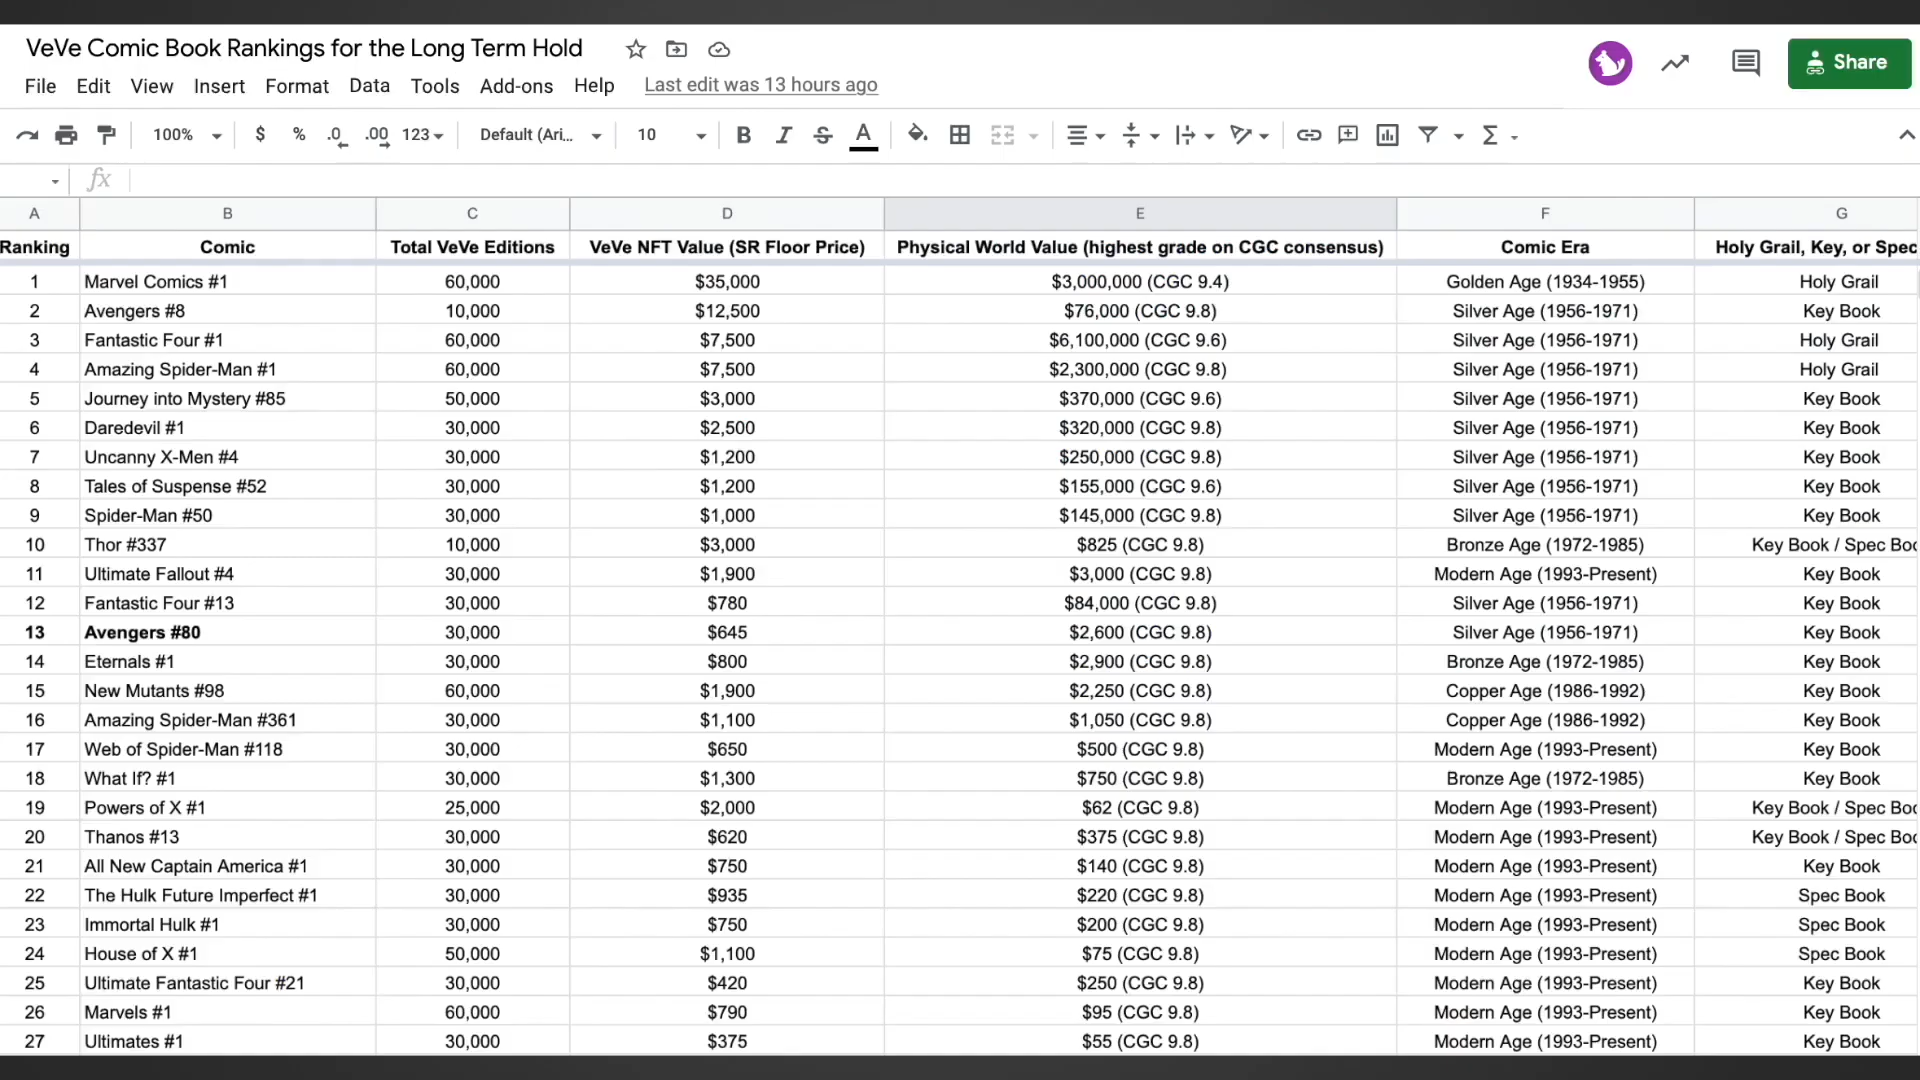 VeVe Comic Book Rankings for the Long Term Hold
Share
File Edit View Insert Format Data Tools Add-ons Help Last edit was 13 hours ago
100% $ % .0 .00 123 Default (Ari... 10 B I S A Σ
fx
A B C D E F G
Ranking Comic Total VeVe Editions VeVe NFT Value (SR Floor Price) Physical World Value (highest grade on CGC consensus) Comic Era Holy Grail, Key, or Spec
1 Marvel Comics #1 60,000 $35,000 $3,000,000 (CGC 9.4) Golden Age (1934-1955) Holy Grail
2 Avengers #8 10,000 $12,500 $76,000 (CGC 9.8) Silver Age (1956-1971) Key Book
3 Fantastic Four #1 60,000 $7,500 $6,100,000 (CGC 9.6) Silver Age (1956-1971) Holy Grail
4 Amazing Spider-Man #1 60,000 $7,500 $2,300,000 (CGC 9.8) Silver Age (1956-1971) Holy Grail
5 Journey into Mystery #85 50,000 $3,000 $370,000 (CGC 9.6) Silver Age (1956-1971) Key Book
6 Daredevil #1 30,000 $2,500 $320,000 (CGC 9.8) Silver Age (1956-1971) Key Book
7 Uncanny X-Men #4 30,000 $1,200 $250,000 (CGC 9.8) Silver Age (1956-1971) Key Book
8 Tales of Suspense #52 30,000 $1,200 $155,000 (CGC 9.6) Silver Age (1956-1971) Key Book
9 Spider-Man #50 30,000 $1,000 $145,000 (CGC 9.8) Silver Age (1956-1971) Key Book
10 Thor #337 10,000 $3,000 $825 (CGC 9.8) Bronze Age (1972-1985) Key Book / Spec Boo
11 Ultimate Fallout #4 30,000 $1,900 $3,000 (CGC 9.8) Modern Age (1993-Present) Key Book
12 Fantastic Four #13 30,000 $780 $84,000 (CGC 9.8) Silver Age (1956-1971) Key Book
13 Avengers #80 30,000 $645 $2,600 (CGC 9.8) Silver Age (1956-1971) Key Book
14 Eternals #1 30,000 $800 $2,900 (CGC 9.8) Bronze Age (1972-1985) Key Book
15 New Mutants #98 60,000 $1,900 $2,250 (CGC 9.8) Copper Age (1986-1992) Key Book
16 Amazing Spider-Man #361 30,000 $1,100 $1,050 (CGC 9.8) Copper Age (1986-1992) Key Book
17 Web of Spider-Man #118 30,000 $650 $500 (CGC 9.8) Modern Age (1993-Present) Key Book
18 What If? #1 30,000 $1,300 $750 (CGC 9.8) Bronze Age (1972-1985) Key Book
19 Powers of X #1 25,000 $2,000 $62 (CGC 9.8) Modern Age (1993-Present) Key Book / Spec Boo
20 Thanos #13 30,000 $620 $375 (CGC 9.8) Modern Age (1993-Present) Key Book / Spec Boo
21 All New Captain America #1 30,000 $750 $140 (CGC 9.8) Modern Age (1993-Present) Key Book
22 The Hulk Future Imperfect #1 30,000 $935 $220 (CGC 9.8) Modern Age (1993-Present) Spec Book
23 Immortal Hulk #1 30,000 $750 $200 (CGC 9.8) Modern Age (1993-Present) Spec Book
24 House of X #1 50,000 $1,100 $75 (CGC 9.8) Modern Age (1993-Present) Spec Book
25 Ultimate Fantastic Four #21 30,000 $420 $250 (CGC 9.8) Modern Age (1993-Present) Key Book
26 Marvels #1 60,000 $790 $95 (CGC 9.8) Modern Age (1993-Present) Key Book
27 Ultimates #1 30,000 $375 $55 (CGC 9.8) Modern Age (1993-Present) Key Book